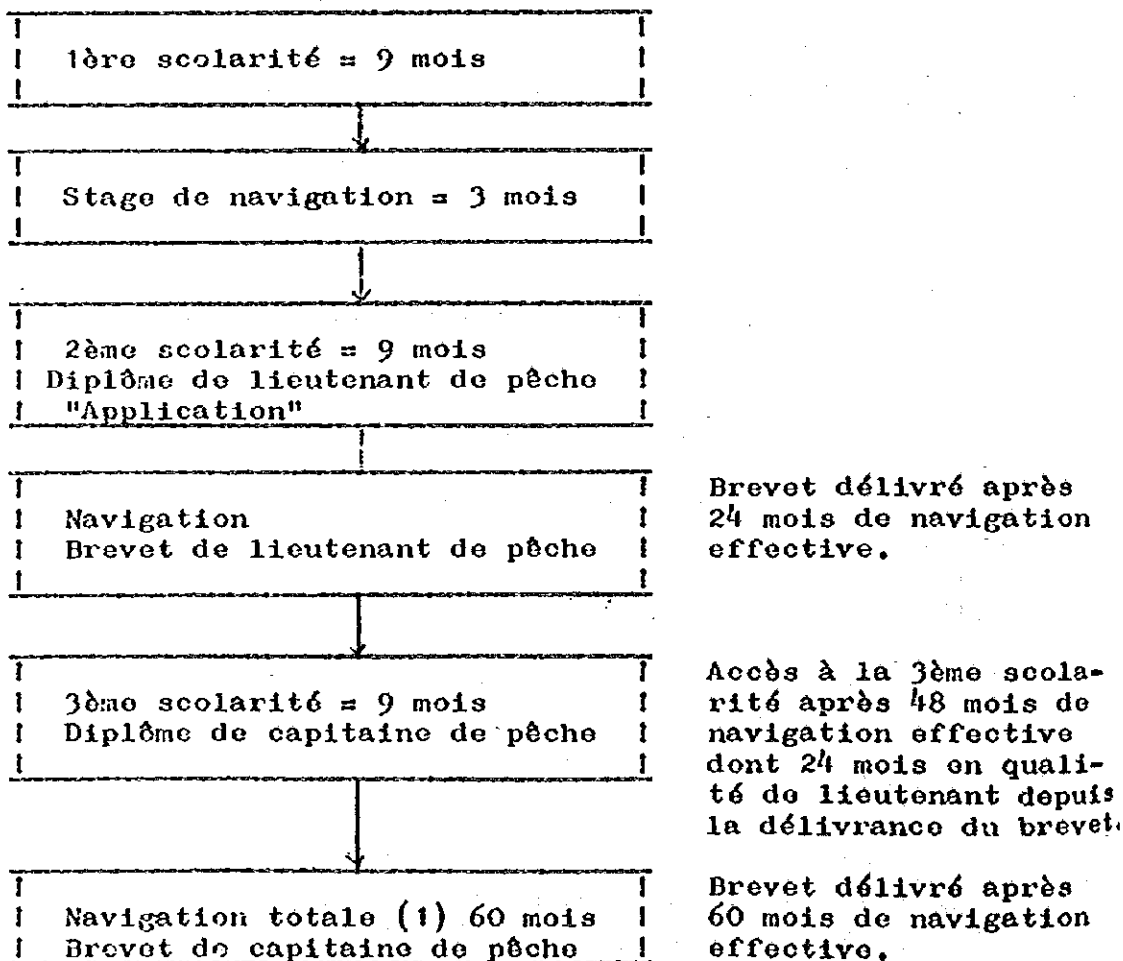 1ère scolarité = 9 mois
Stage de navigation = 3 mois
2ème scolarité = 9 mois
Diplôme de lieutenant de pêche
"Application"
Navigation
Brevet de lieutenant de pêche
Brevet délivré après
24 mois de navigation
effective.
3ème scolarité = 9 mois
Diplôme de capitaine de pêche
Accès à la 3ème scola-
rité après 48 mois de
navigation effective
dont 24 mois en quali-
té de lieutenant depuis
la délivrance du brevet.
Navigation totale (1) 60 mois
Brevet de capitaine de pêche
Brevet délivré après
60 mois de navigation
effective.